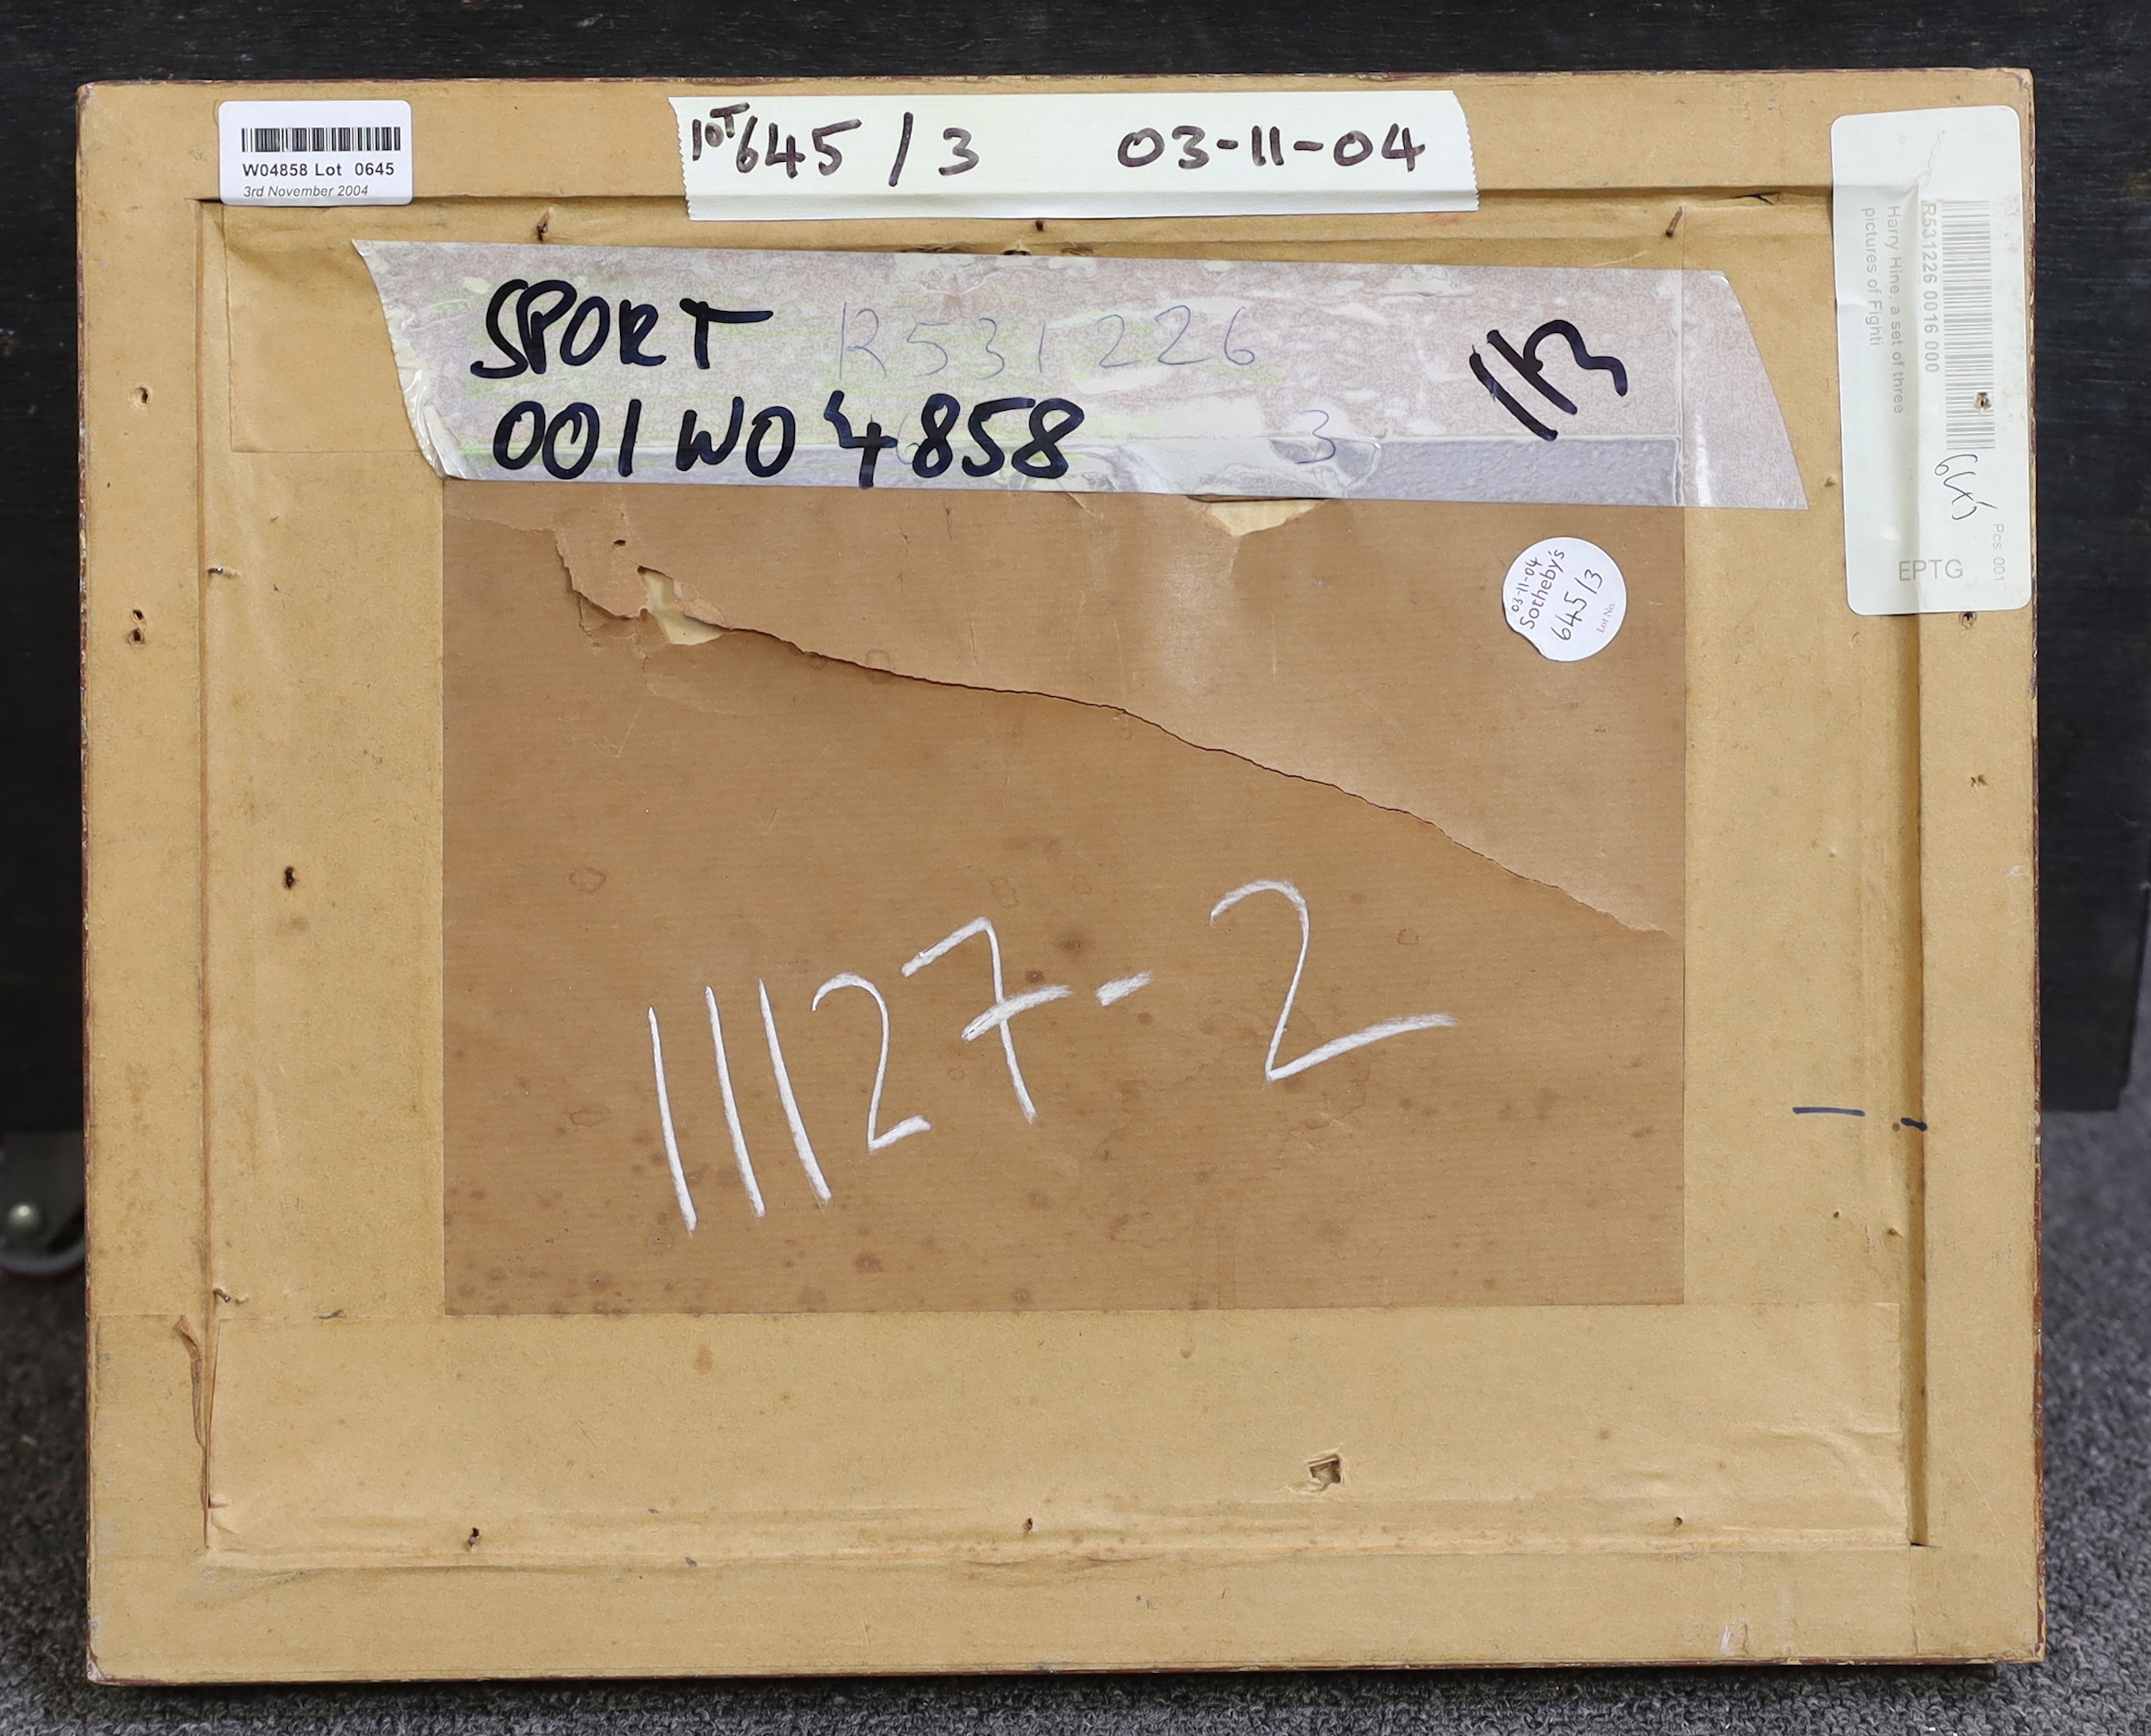 W04858 Lot 0645
3rd November 2004
LOT 645 / 3 03-11-04
SPORT R531226 1/3
001W04858 3
R531226 0016 000
Harry Hine, a set of three
pictures of Fighti
Pcs 001
EPTG
03-11-04
Sotheby's
645/3
Lot No.
11127-2